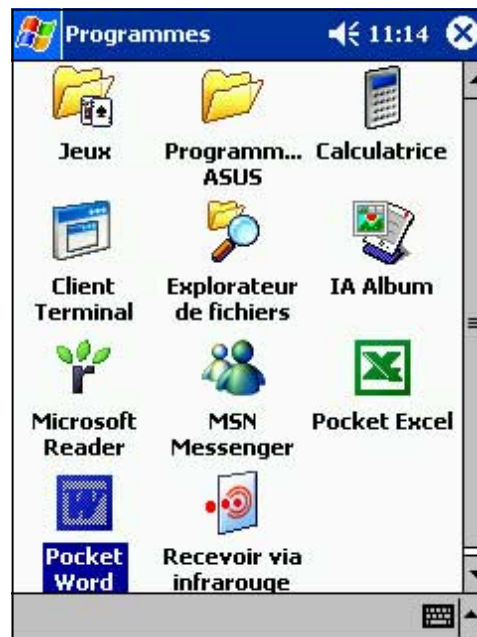 Programmes 11:14
Jeux
Programm... ASUS
Calculatrice
Client Terminal
Explorateur de fichiers
IA Album
Microsoft Reader
MSN Messenger
Pocket Excel
Pocket Word
Recevoir via infrarouge